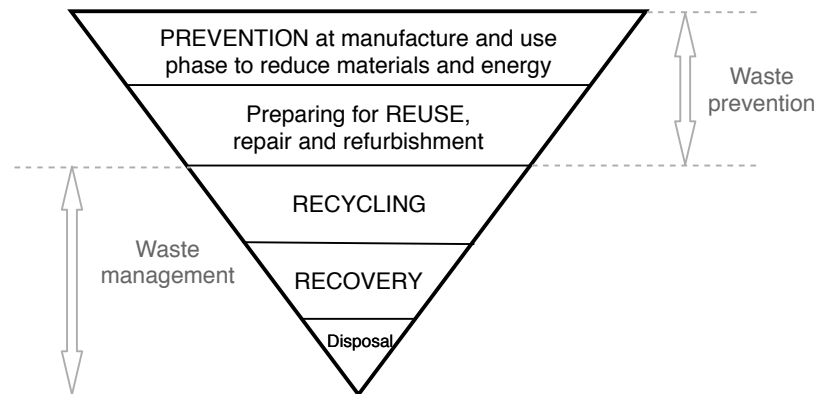 PREVENTION at manufacture and use
phase to reduce materials and energy
Preparing for REUSE,
repair and refurbishment
Waste
prevention
RECYCLING
Waste
management
RECOVERY
Disposal